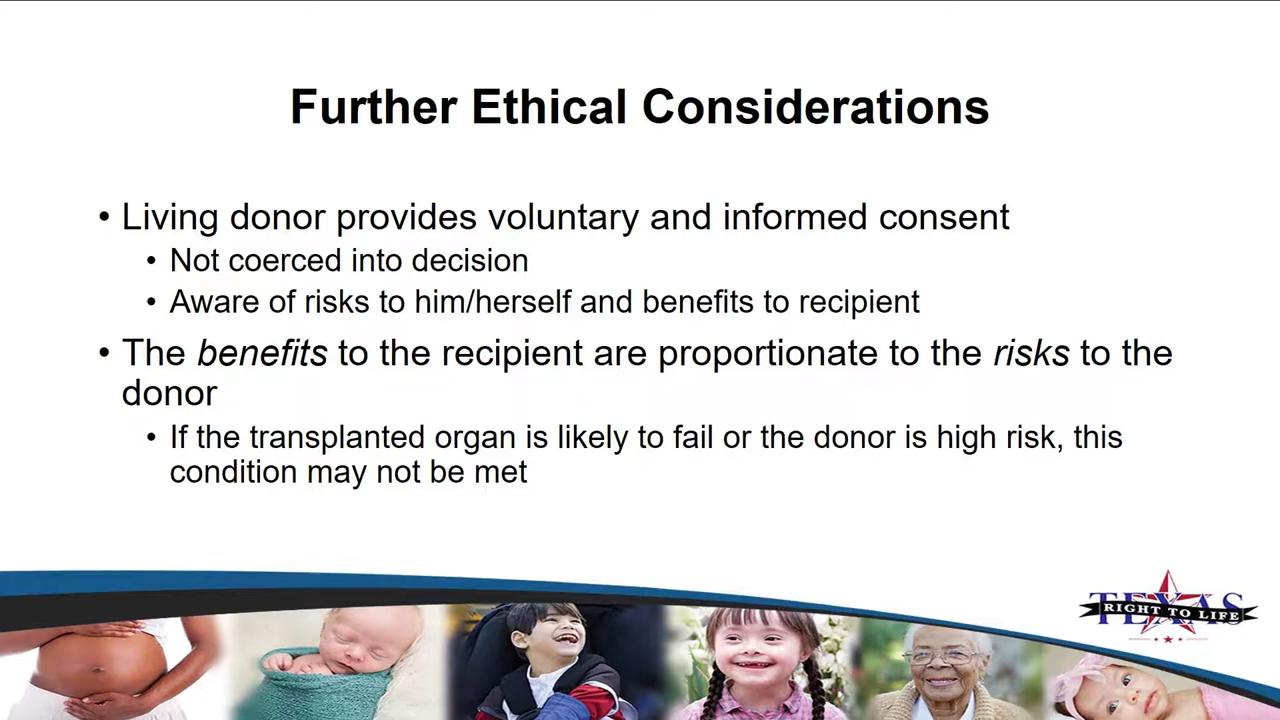 Further Ethical Considerations
• Living donor provides voluntary and informed consent
• Not coerced into decision
• Aware of risks to him/herself and benefits to recipient
• The benefits to the recipient are proportionate to the risks to the
donor
• If the transplanted organ is likely to fail or the donor is high risk, this
condition may not be met
TEXAS
RIGHT TO LIFE